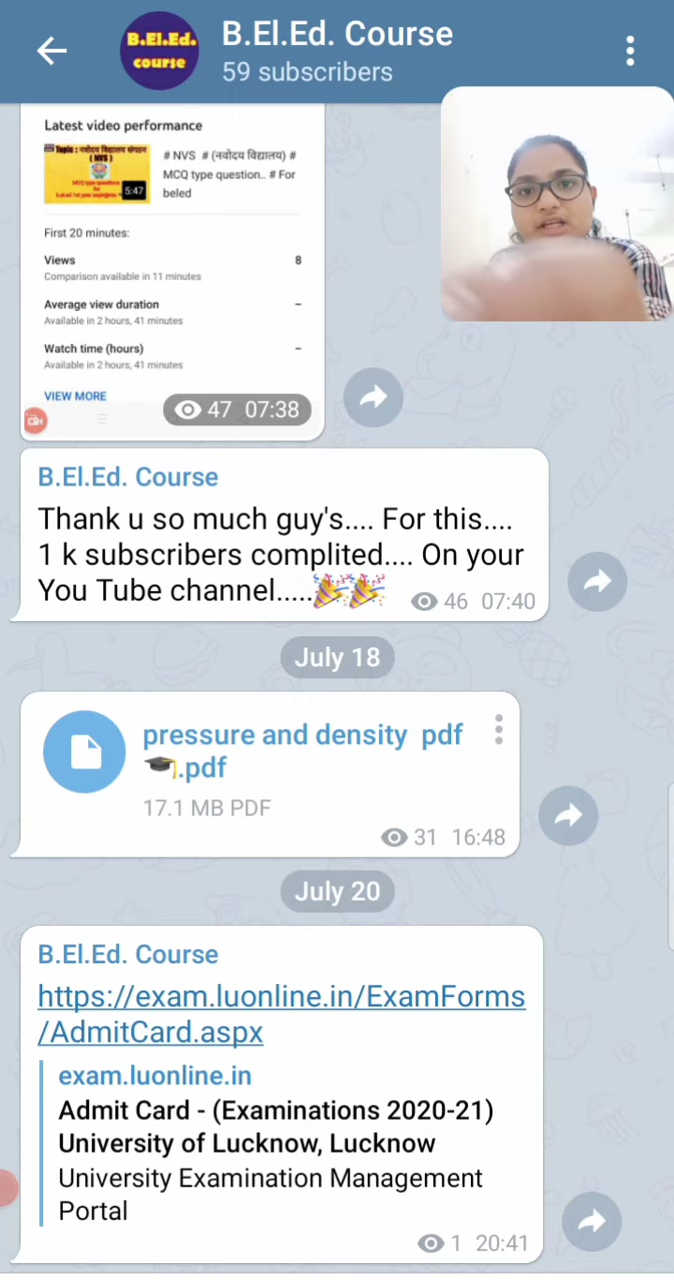 B.El.Ed. Course
59 subscribers
B.El.Ed.
course
Latest video performance
Topic : नवोदय विद्यालय संगठन
( NVS )
MCQ type questions
for
5:47
# NVS # (नवोदय विद्यालय) #
MCQ type question.. # For
beled
First 20 minutes:
Views 8
Comparison available in 11 minutes
Average view duration –
Available in 2 hours, 41 minutes
Watch time (hours) –
Available in 2 hours, 41 minutes
VIEW MORE
47 07:38
B.El.Ed. Course
Thank u so much guy's.... For this....
1 k subscribers complited.... On your
You Tube channel.....🎉🎉
46 07:40
July 18
pressure and density pdf
🎓.pdf
17.1 MB PDF
31 16:48
July 20
B.El.Ed. Course
https://exam.luonline.in/ExamForms
/AdmitCard.aspx
exam.luonline.in
Admit Card - (Examinations 2020-21)
University of Lucknow, Lucknow
University Examination Management
Portal
1 20:41